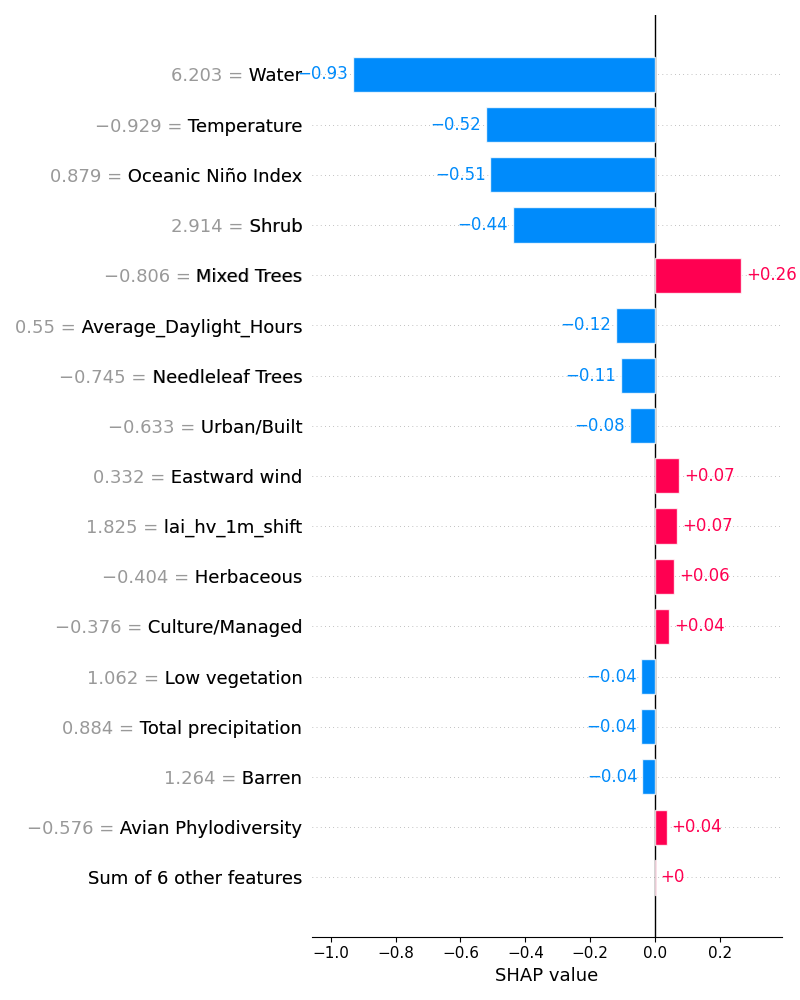 6.203 = Water −0.93
−0.929 = Temperature −0.52
0.879 = Oceanic Niño Index −0.51
2.914 = Shrub −0.44
−0.806 = Mixed Trees +0.26
0.55 = Average_Daylight_Hours −0.12
−0.745 = Needleleaf Trees −0.11
−0.633 = Urban/Built −0.08
0.332 = Eastward wind +0.07
1.825 = lai_hv_1m_shift +0.07
−0.404 = Herbaceous +0.06
−0.376 = Culture/Managed +0.04
1.062 = Low vegetation −0.04
0.884 = Total precipitation −0.04
1.264 = Barren −0.04
−0.576 = Avian Phylodiversity +0.04
Sum of 6 other features +0
−1.0 −0.8 −0.6 −0.4 −0.2 0.0 0.2
SHAP value